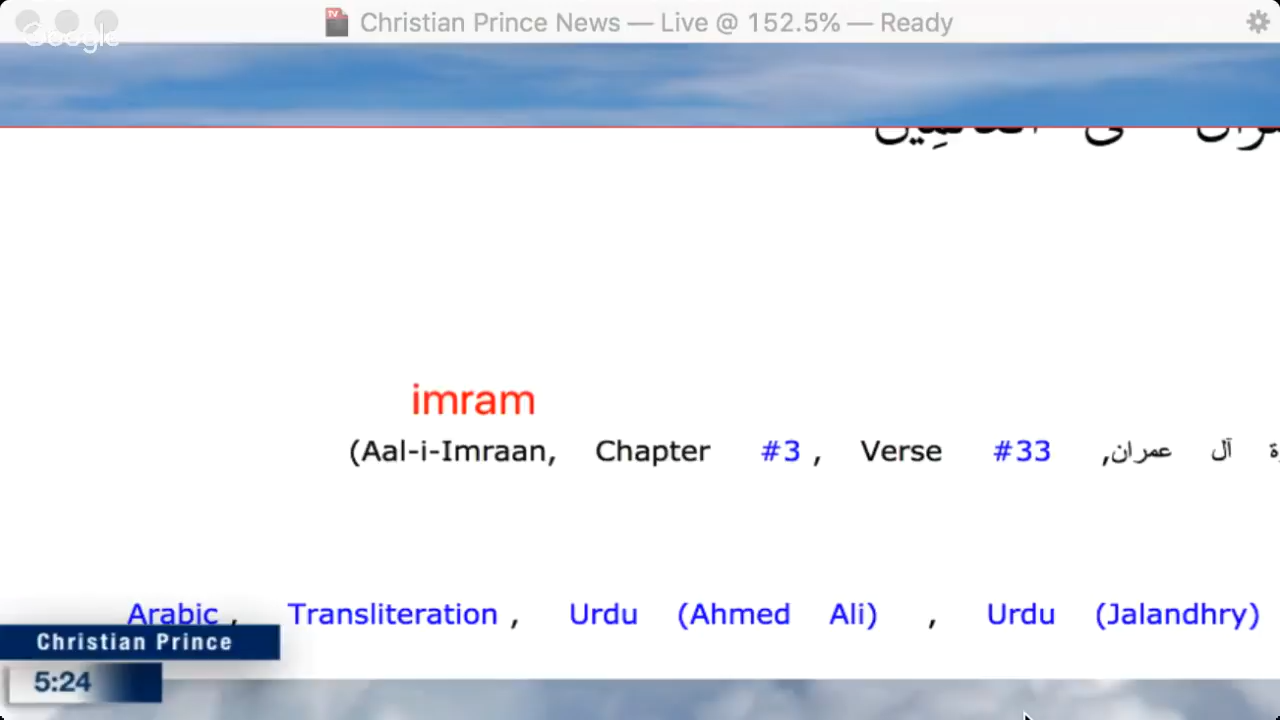 Christian Prince News — Live @ 152.5% — Ready
Google
imram
(Aal-i-Imraan, Chapter #3 , Verse #33 ,آل عمران
Arabic , Transliteration , Urdu (Ahmed Ali) , Urdu (Jalandhry)
Christian Prince
5:24